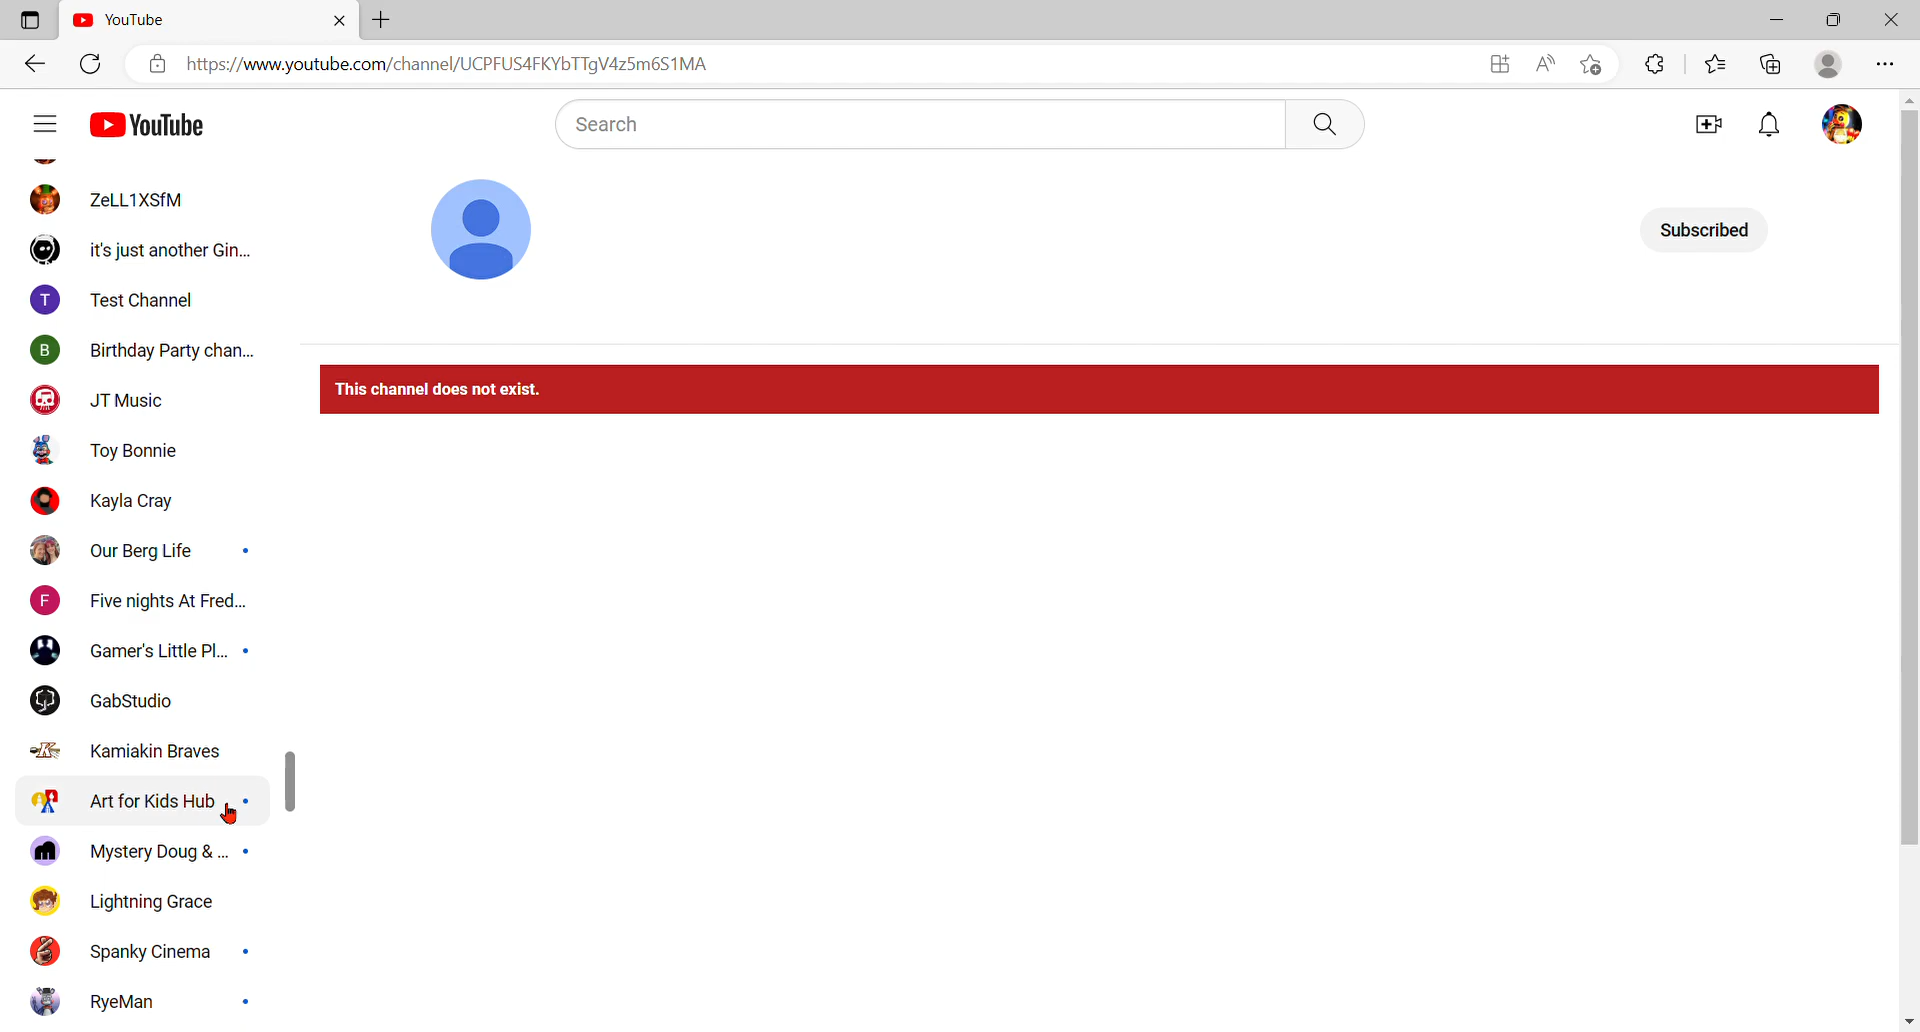 YouTube
https://www.youtube.com/channel/UCPFUS4FKYbTTgV4z5m6S1MA
YouTube
Search
ZeLL1XSfM
it's just another Gin...
T
Test Channel
B
Birthday Party chan...
JT Music
Toy Bonnie
Kayla Cray
Our Berg Life
F
Five nights At Fred...
Gamer's Little Pl...
GabStudio
Kamiakin Braves
Art for Kids Hub
Mystery Doug & ...
Lightning Grace
Spanky Cinema
RyeMan
Subscribed
This channel does not exist.